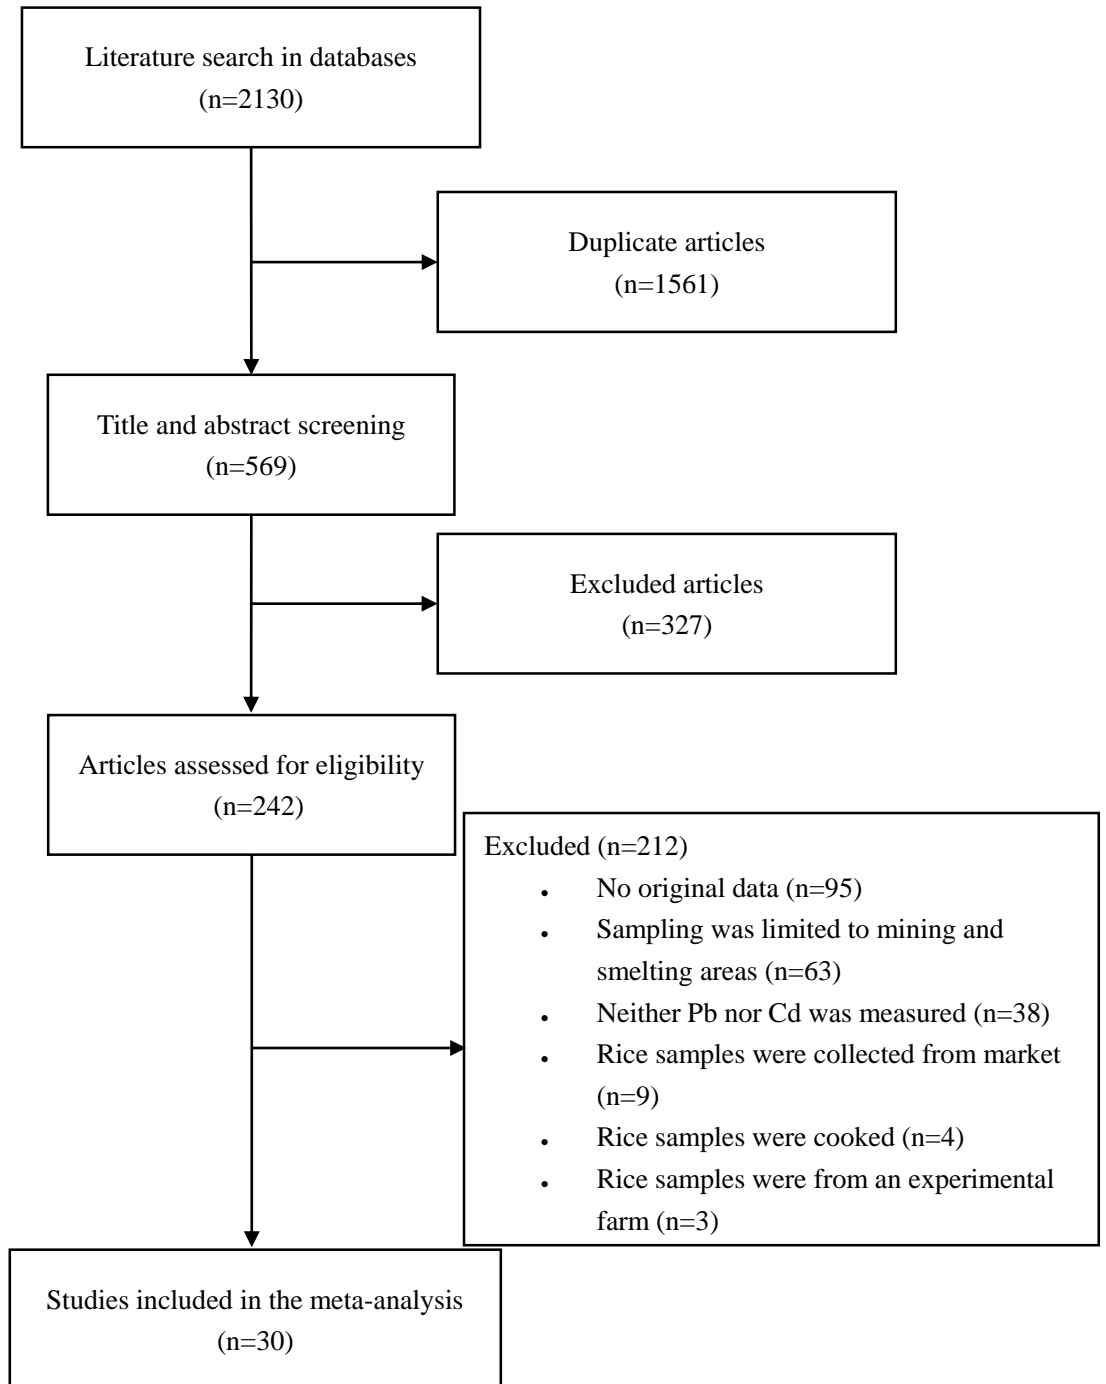 Literature search in databases
(n=2130)
Duplicate articles
(n=1561)
Title and abstract screening
(n=569)
Excluded articles
(n=327)
Articles assessed for eligibility
(n=242)
Excluded (n=212)
• No original data (n=95)
• Sampling was limited to mining and
smelting areas (n=63)
• Neither Pb nor Cd was measured (n=38)
• Rice samples were collected from market
(n=9)
• Rice samples were cooked (n=4)
• Rice samples were from an experimental
farm (n=3)
Studies included in the meta-analysis
(n=30)